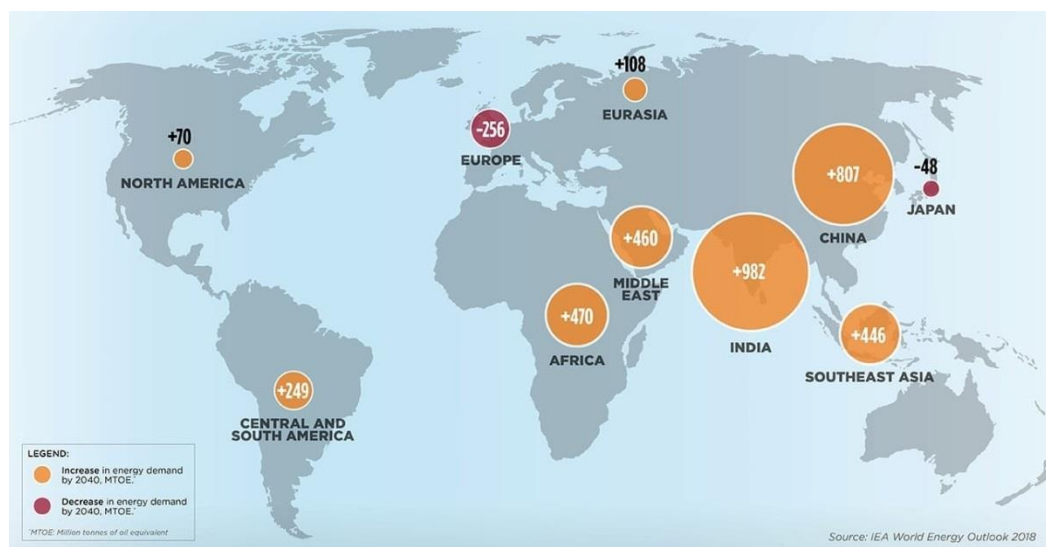 +108
EURASIA
+70
NORTH AMERICA
-256
EUROPE
+807
CHINA
-48
JAPAN
+460
MIDDLE
EAST
+982
INDIA
+470
AFRICA
+446
SOUTHEAST ASIA
+249
CENTRAL AND
SOUTH AMERICA
LEGEND:
Increase in energy demand
by 2040, MTOE.*
Decrease in energy demand
by 2040, MTOE.*
*MTOE: Million tonnes of oil equivalent
Source: IEA World Energy Outlook 2018